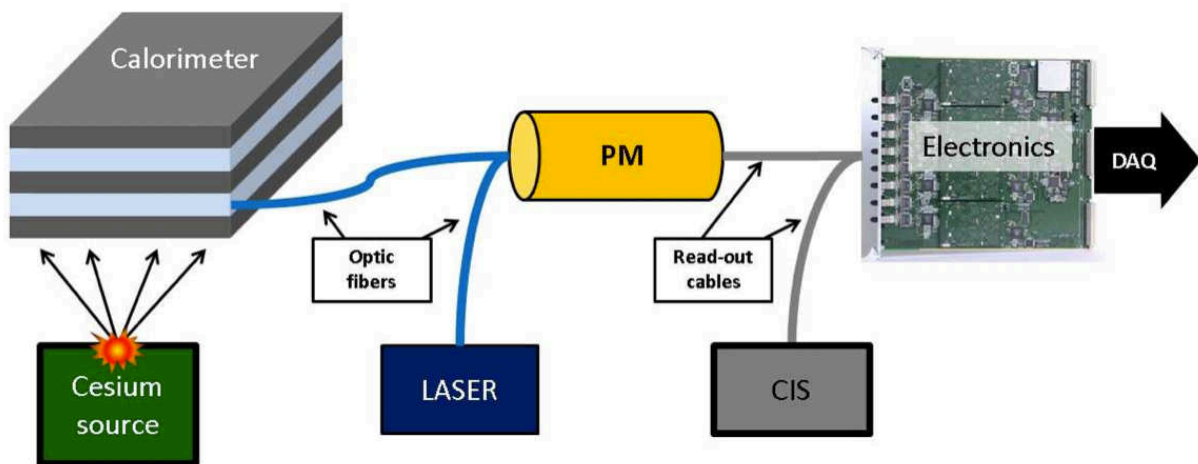 Calorimeter
PM
Electronics
DAQ
Optic
fibers
Read-out
cables
Cesium
source
LASER
CIS